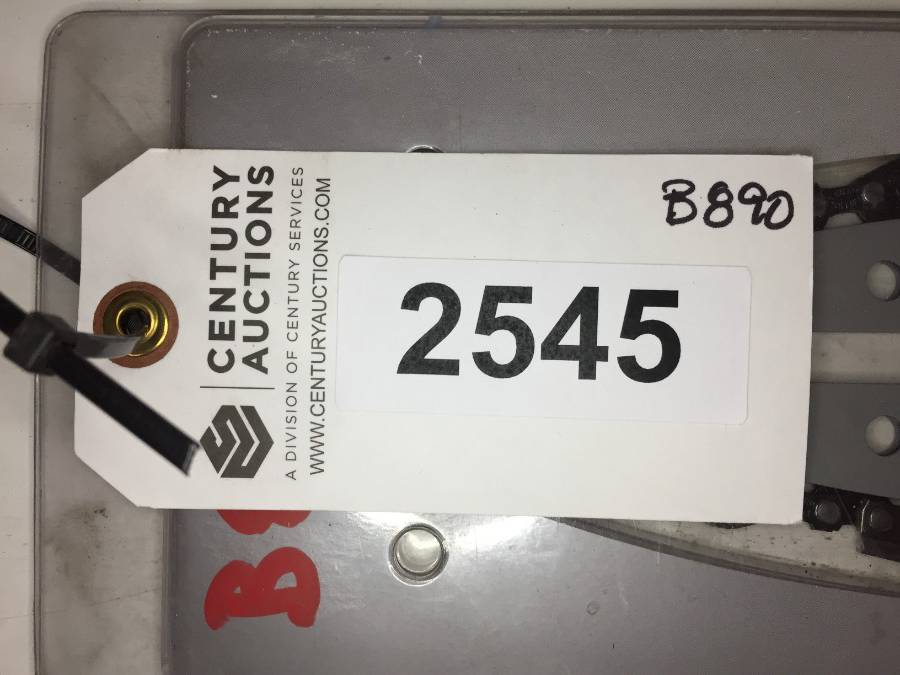 CENTURY
AUCTIONS
A DIVISION OF CENTURY SERVICES
WWW.CENTURYAUCTIONS.COM
B890
2545